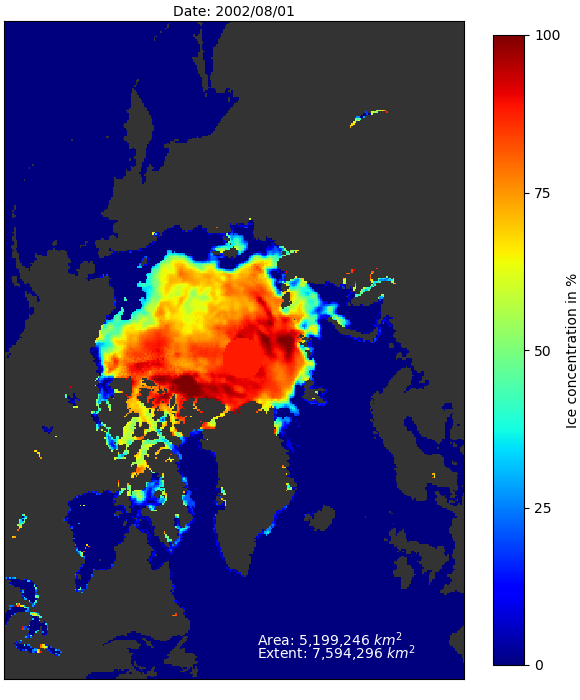 Date: 2002/08/01
100
75
50
25
0
Ice concentration in %
Area: 5,199,246 km²
Extent: 7,594,296 km²